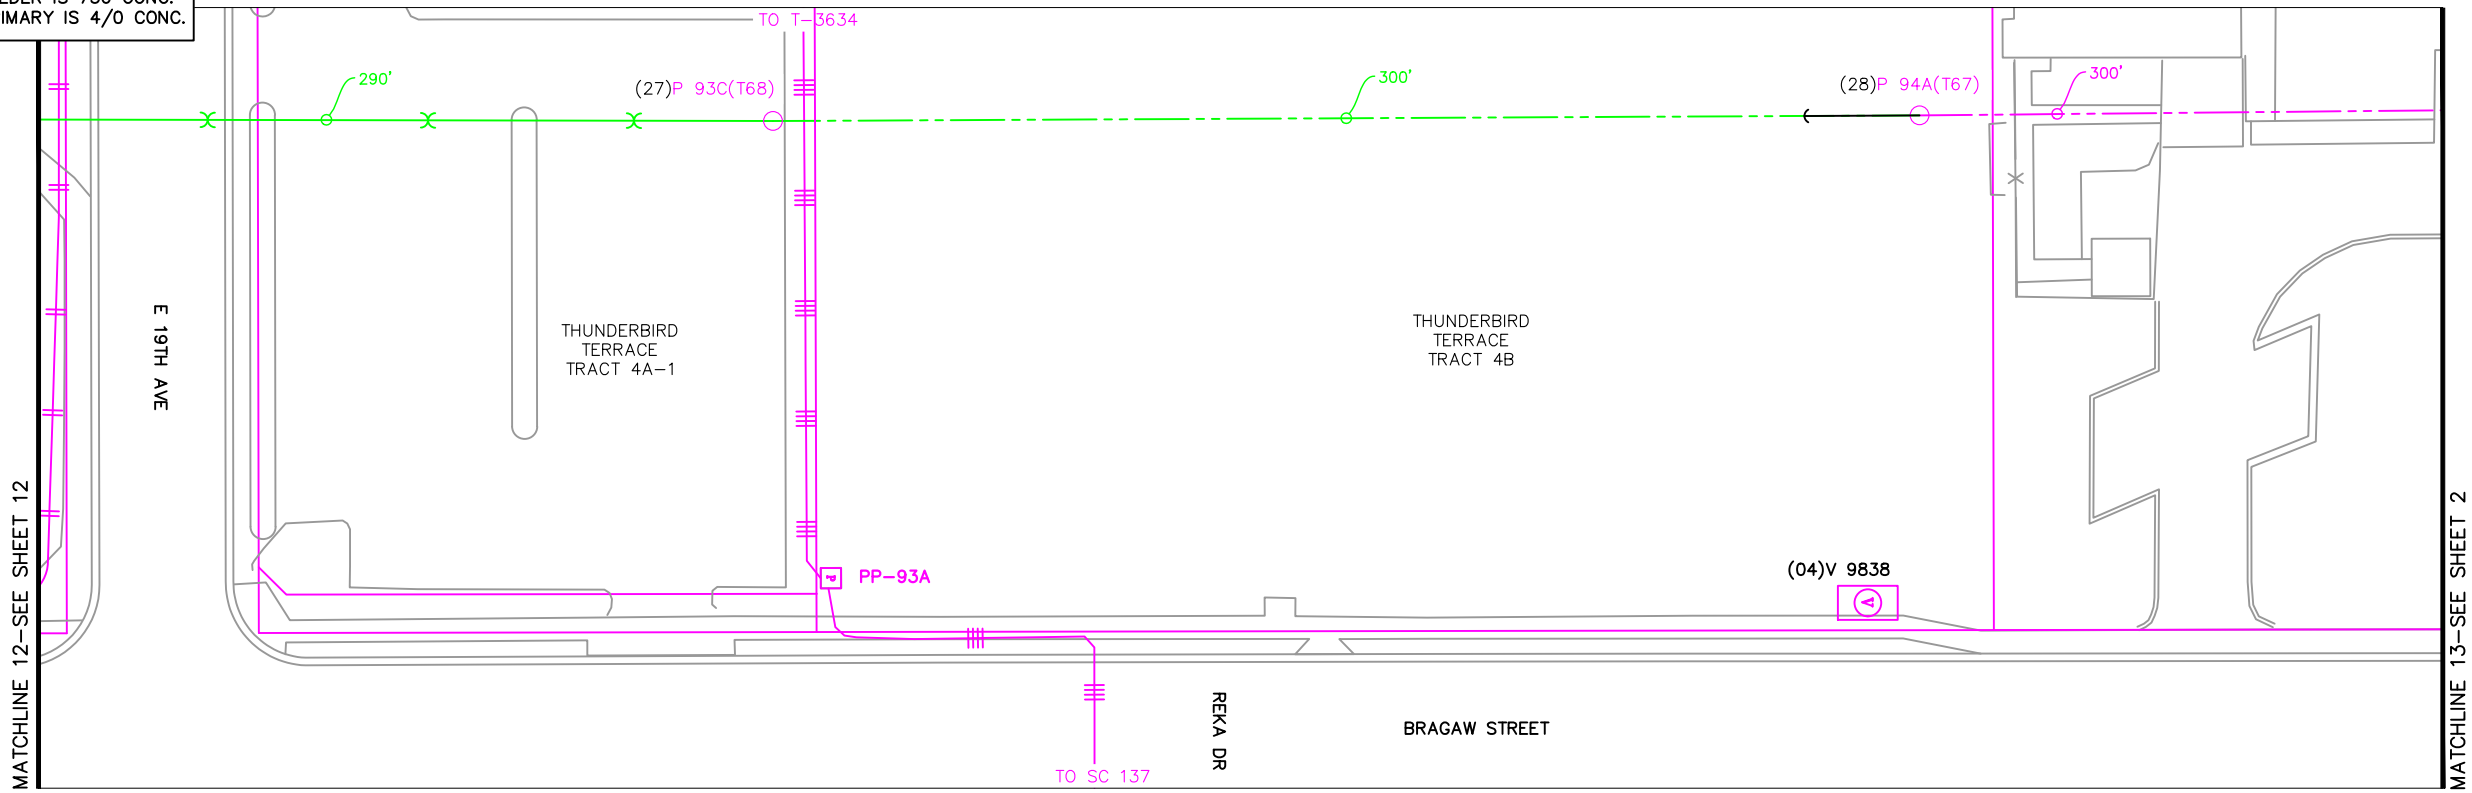 PRIMARY IS 4/0 CONC.
TO T-3634
290'
(27)P 93C(T68)
300'
(28)P 94A(T67)
300'
E 19TH AVE
THUNDERBIRD
TERRACE
TRACT 4A-1
THUNDERBIRD
TERRACE
TRACT 4B
PP-93A
P
(04)V 9838
V
REKA DR
BRAGAW STREET
TO SC 137
MATCHLINE 12-SEE SHEET 12
MATCHLINE 13-SEE SHEET 2